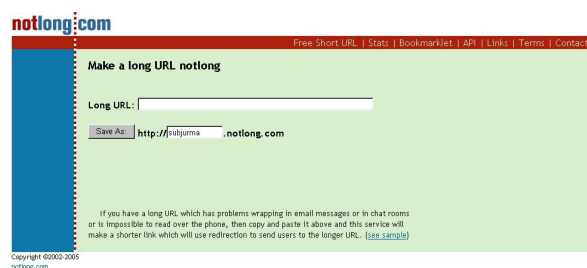 notlong.com
Free Short URL | Stats | Bookmarklet | API | Links | Terms | Contact
Make a long URL notlong
Long URL:
Save As: http://subjurma.notlong.com
If you have a long URL which has problems wrapping in email messages or in chat rooms
or is impossible to read over the phone, then copy and paste it above and this service will
make a shorter link which will use redirection to send users to the longer URL. [see sample]
Copyright ©2002-2005
notlong.com